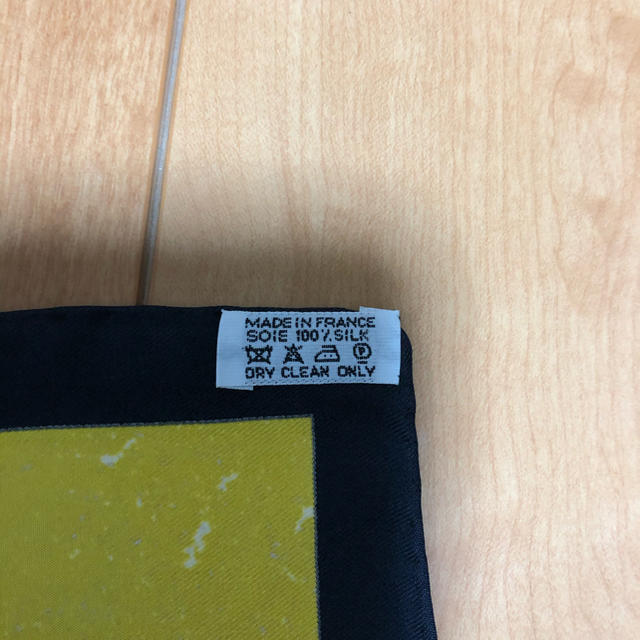 MADE IN FRANCE
SOIE 100% SILK
P
DRY CLEAN ONLY